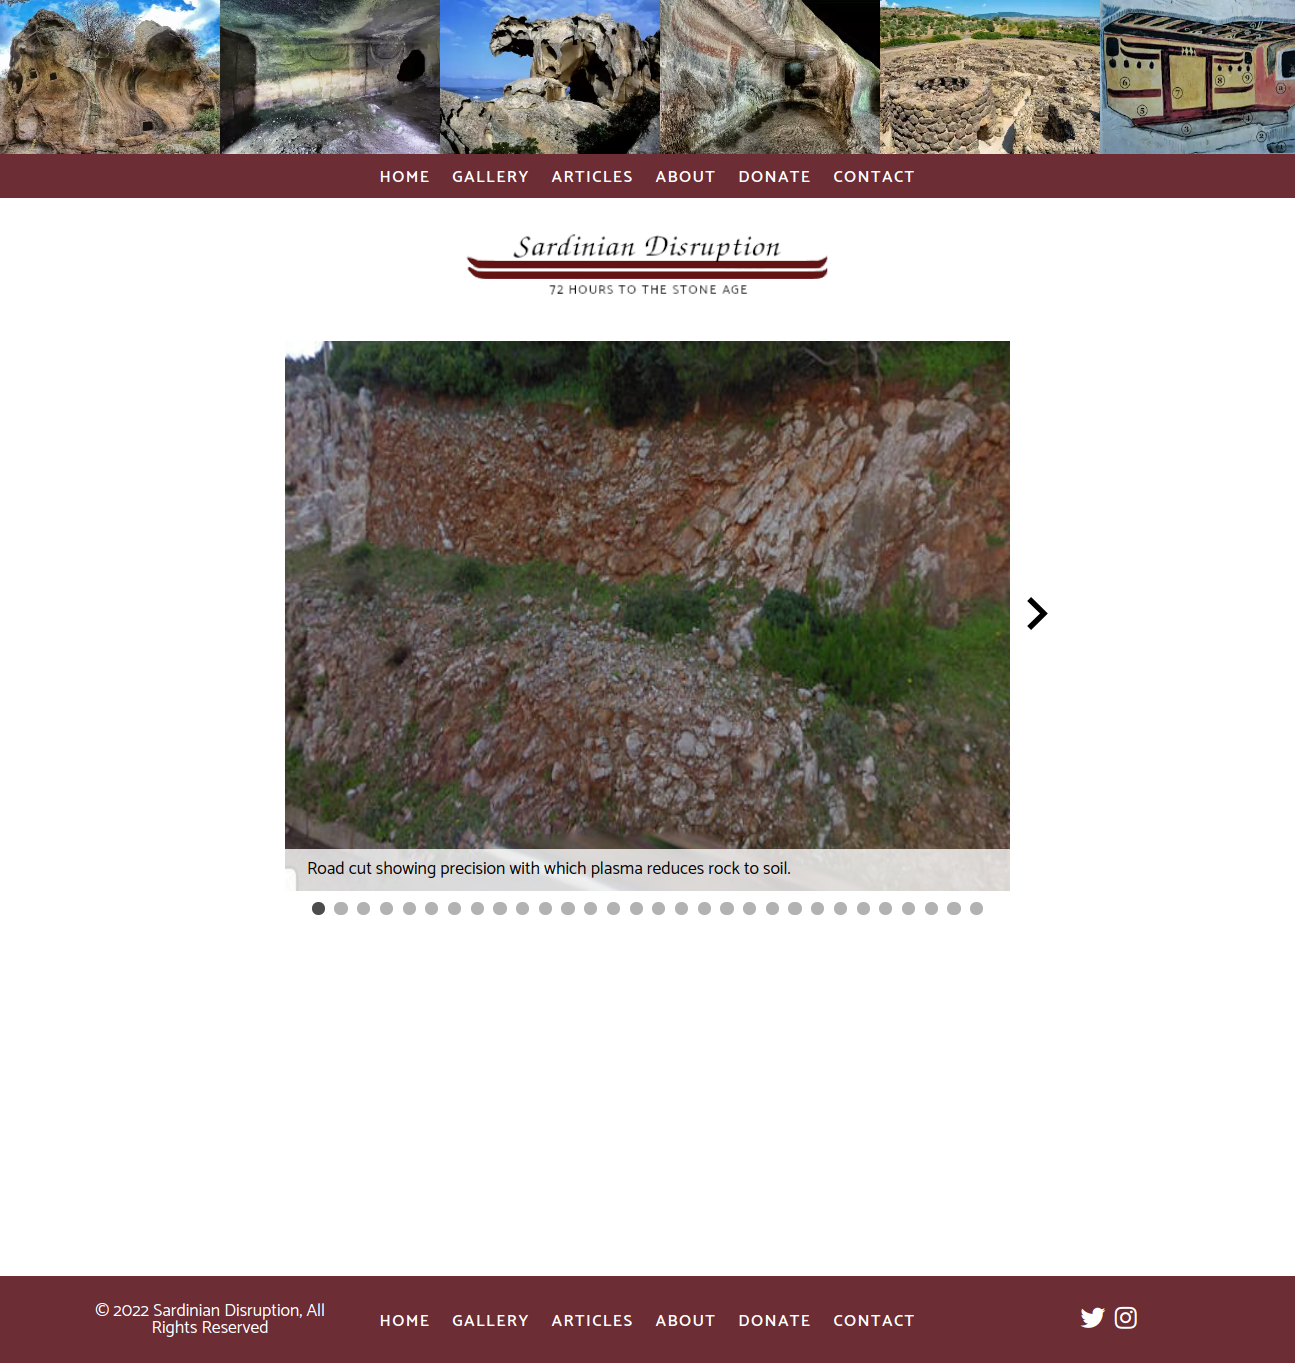 HOME GALLERY ARTICLES ABOUT DONATE CONTACT
Sardinian Disruption
72 HOURS TO THE STONE AGE
Road cut showing precision with which plasma reduces rock to soil.
© 2022 Sardinian Disruption, All
Rights Reserved
HOME GALLERY ARTICLES ABOUT DONATE CONTACT